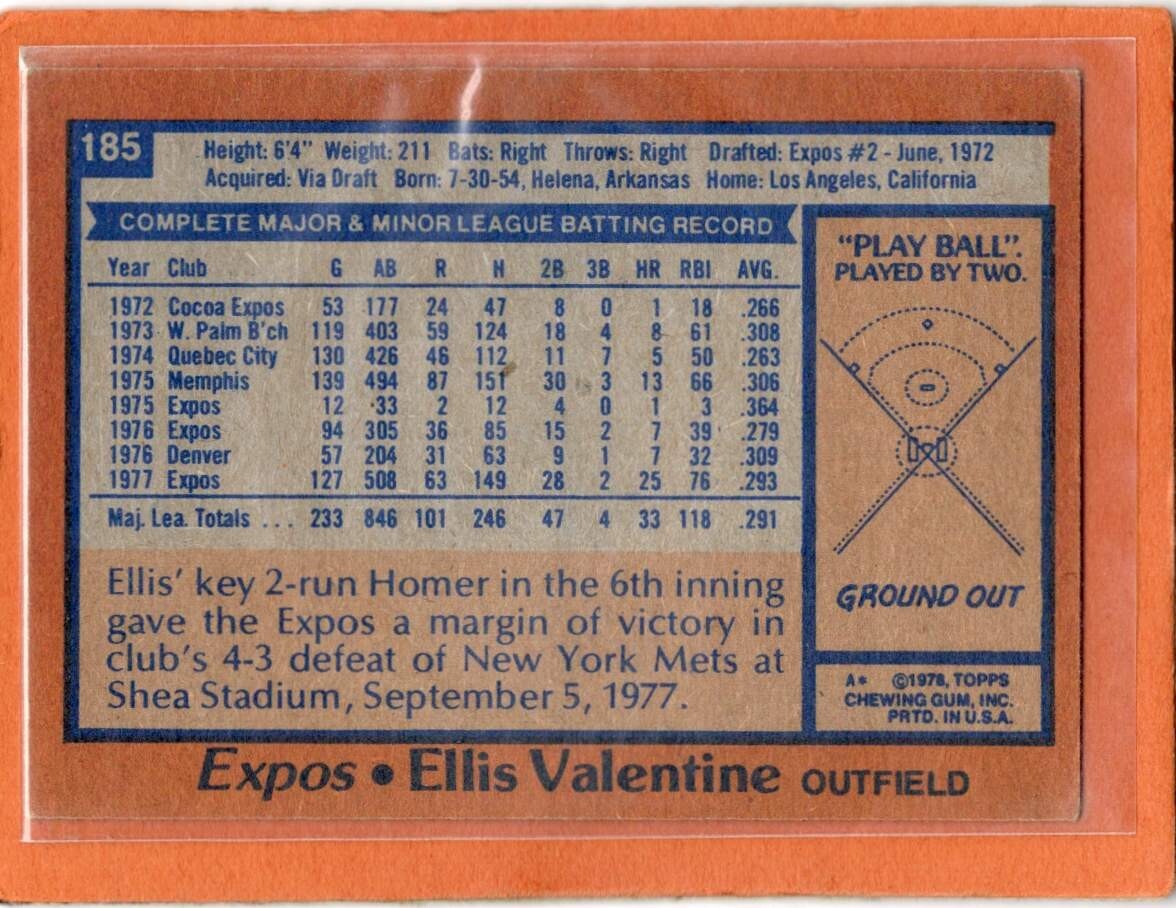 185
Height: 6'4" Weight: 211 Bats: Right Throws: Right Drafted: Expos #2 - June, 1972
Acquired: Via Draft Born: 7-30-54, Helena, Arkansas Home: Los Angeles, California
COMPLETE MAJOR & MINOR LEAGUE BATTING RECORD
Year Club G AB R H 2B 3B HR RBI AVG.
1972 Cocoa Expos 53 177 24 47 8 0 1 18 .266
1973 W. Palm B'ch 119 403 59 124 18 4 8 61 .308
1974 Quebec City 130 426 46 112 11 7 5 50 .263
1975 Memphis 139 494 87 151 30 3 13 66 .306
1975 Expos 12 33 2 12 4 0 1 3 .364
1976 Expos 94 305 36 85 15 2 7 39 .279
1976 Denver 57 204 31 63 9 1 7 32 .309
1977 Expos 127 508 63 149 28 2 25 76 .293
Maj. Lea. Totals ... 233 846 101 246 47 4 33 118 .291
Ellis' key 2-run Homer in the 6th inning
gave the Expos a margin of victory in
club's 4-3 defeat of New York Mets at
Shea Stadium, September 5, 1977.
"PLAY BALL".
PLAYED BY TWO.
GROUND OUT
A* ©1978, TOPPS
CHEWING GUM, INC.
PRTD. IN U.S.A.
Expos • Ellis Valentine OUTFIELD